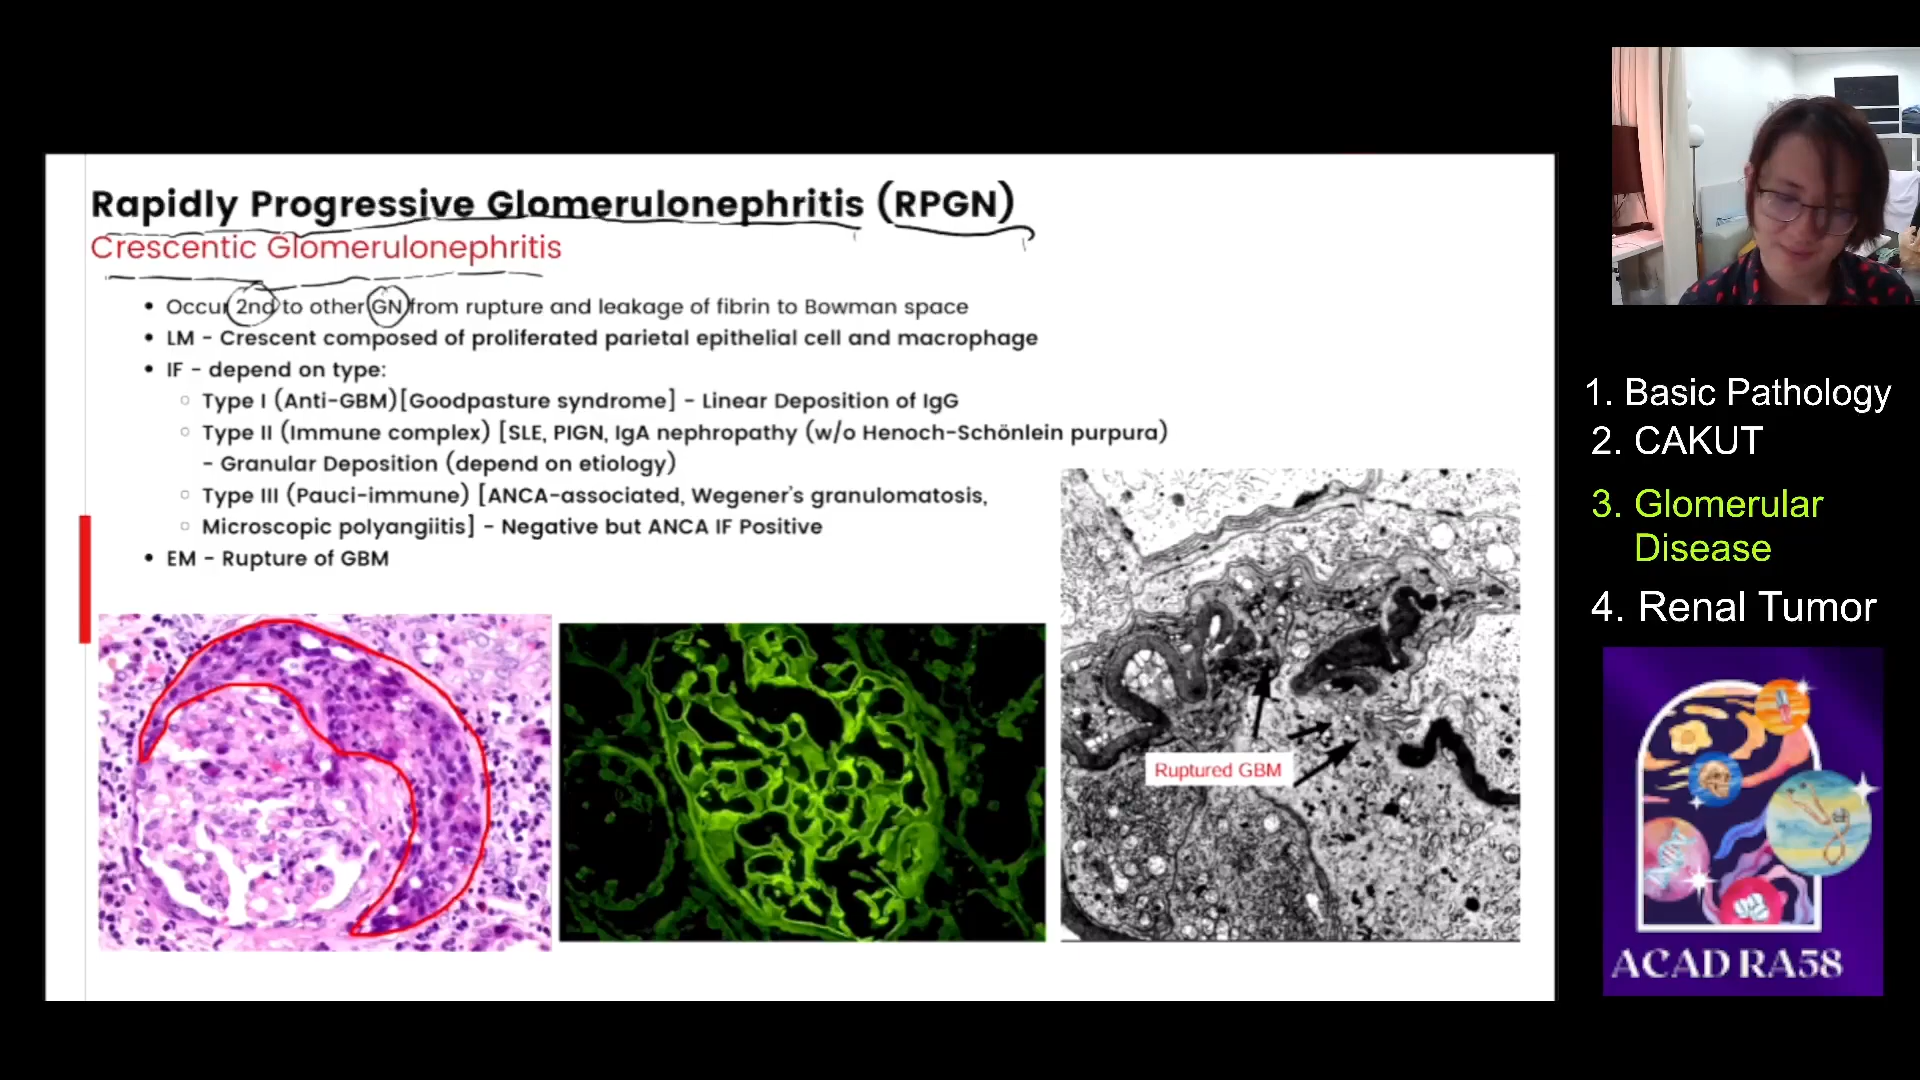 Rapidly Progressive Glomerulonephritis (RPGN)
Crescentic Glomerulonephritis
• Occur 2nd to other GN from rupture and leakage of fibrin to Bowman space
• LM - Crescent composed of proliferated parietal epithelial cell and macrophage
• IF - depend on type:
○ Type I (Anti-GBM)[Goodpasture syndrome] - Linear Deposition of IgG
○ Type II (Immune complex) [SLE, PIGN, IgA nephropathy (w/o Henoch-Schönlein purpura)
- Granular Deposition (depend on etiology)
○ Type III (Pauci-immune) [ANCA-associated, Wegener's granulomatosis,
○ Microscopic polyangiitis] - Negative but ANCA IF Positive
• EM - Rupture of GBM
Ruptured GBM
1. Basic Pathology
2. CAKUT
3. Glomerular
Disease
4. Renal Tumor
ACAD RA58